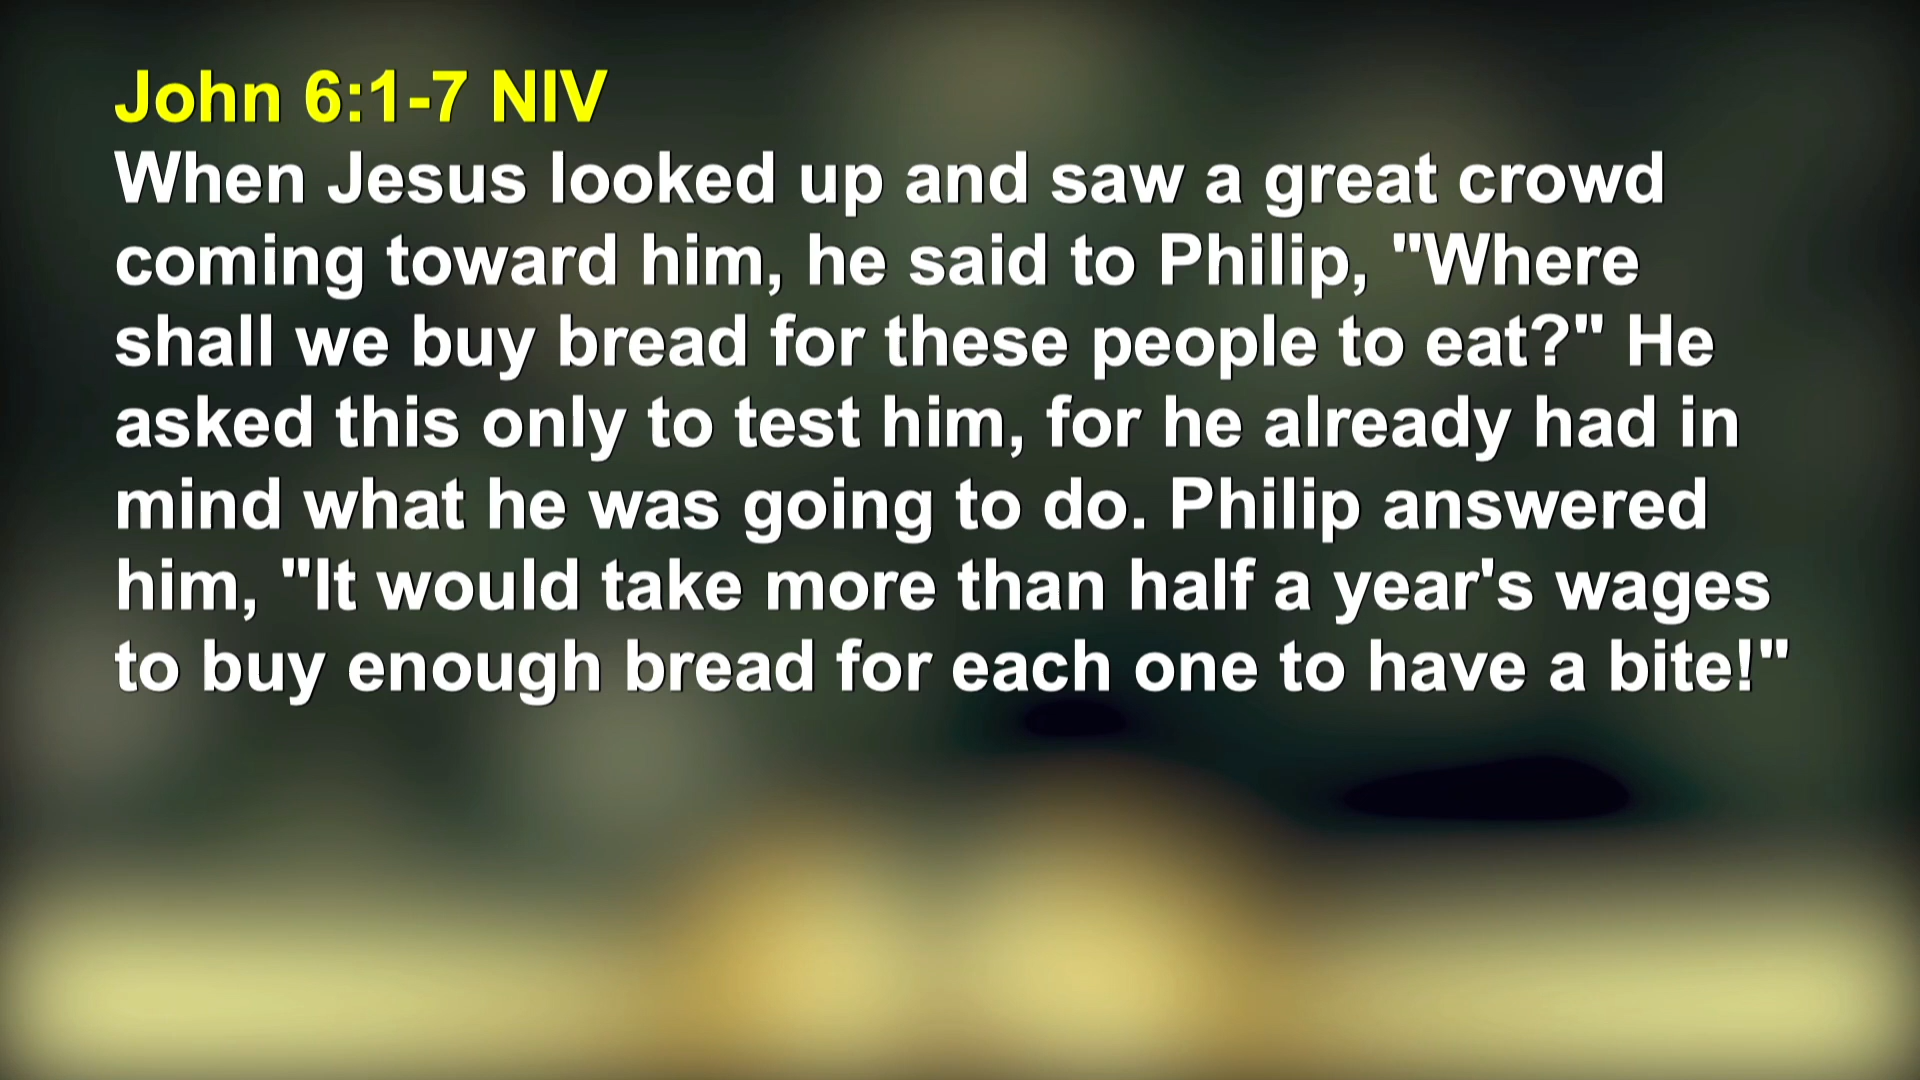 John 6:1-7 NIV
When Jesus looked up and saw a great crowd
coming toward him, he said to Philip, "Where
shall we buy bread for these people to eat?" He
asked this only to test him, for he already had in
mind what he was going to do. Philip answered
him, "It would take more than half a year's wages
to buy enough bread for each one to have a bite!"